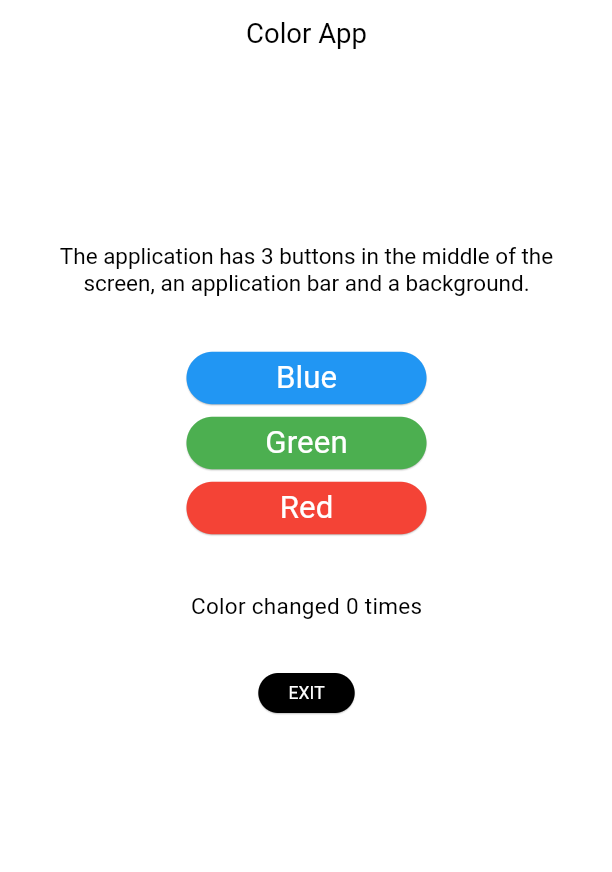 Color App
The application has 3 buttons in the middle of the
screen, an application bar and a background.
Blue
Green
Red
Color changed 0 times
EXIT